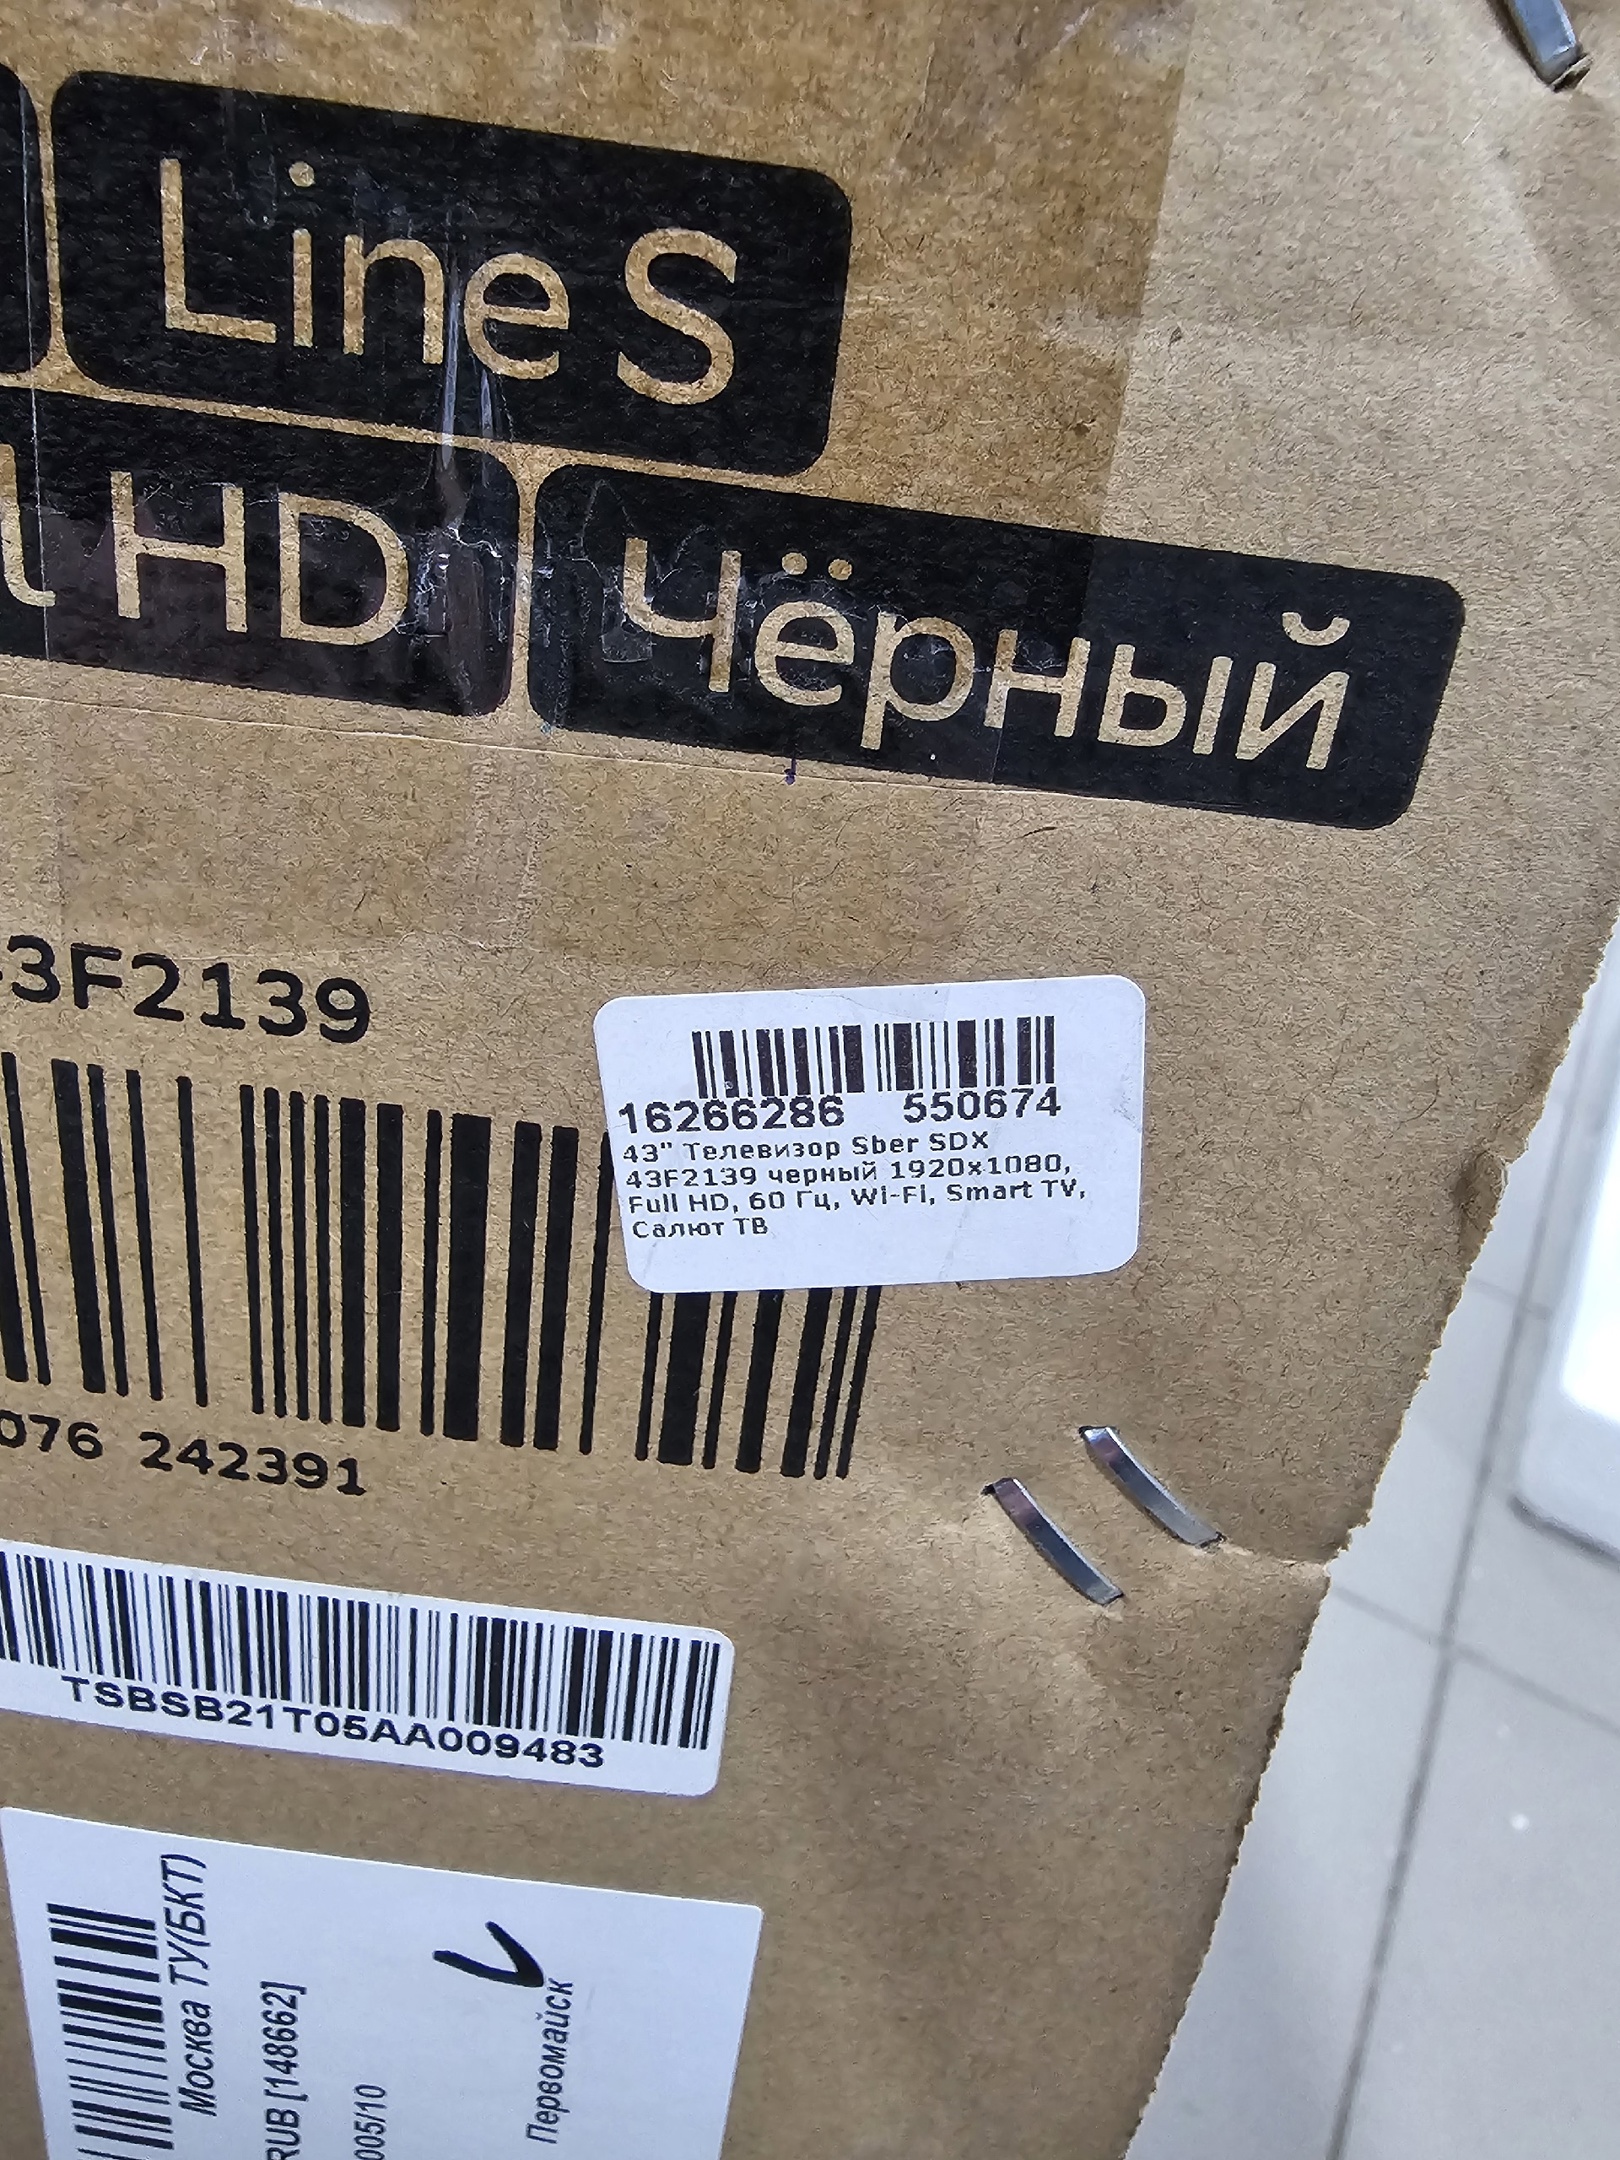 Line S
HD
Чёрный
43F2139
16266286 550674
43" Телевизор Sber SDX
43F2139 черный 1920x1080,
Full HD, 60 Гц, Wi-Fi, Smart TV,
Салют ТВ
076 242391
TSBSB21T05AA009483
Москва ТУ(БКТ)
RUB [148662]
005/10
Первомайск